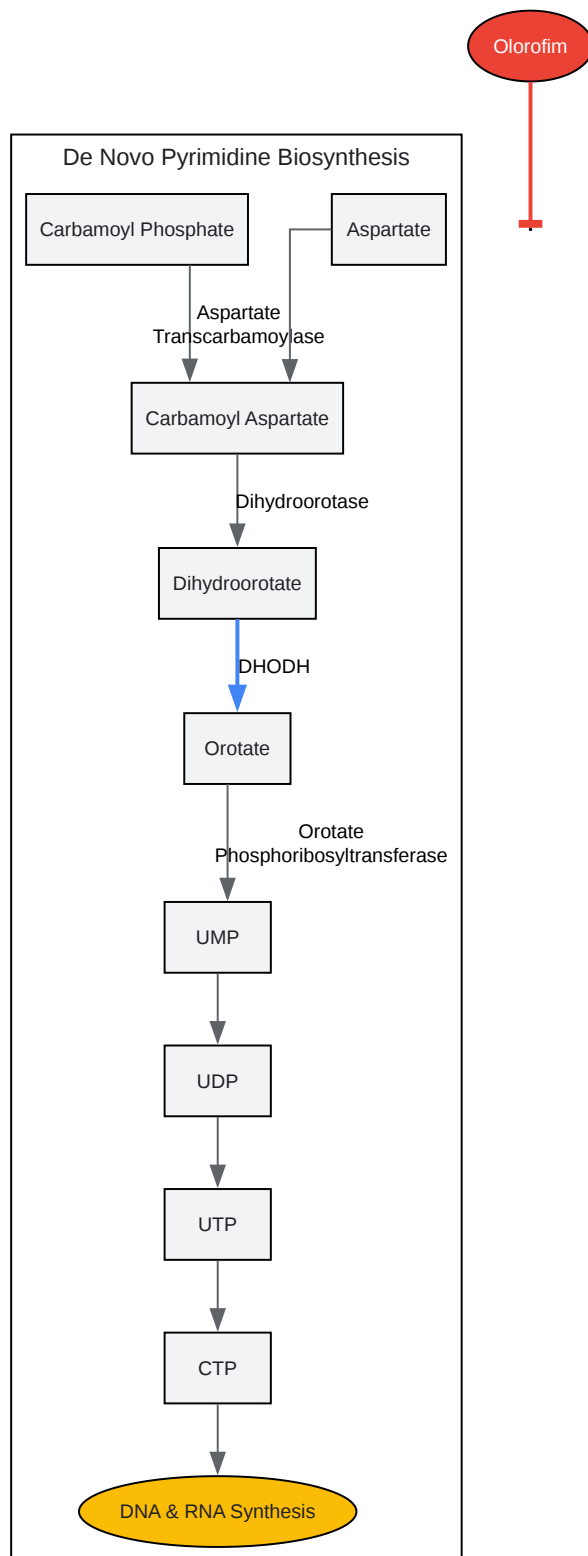 Olorofim
De Novo Pyrimidine Biosynthesis
Carbamoyl Phosphate
Aspartate
Aspartate
Transcarbamoylase
Carbamoyl Aspartate
Dihydroorotase
Dihydroorotate
DHODH
Orotate
Orotate
Phosphoribosyltransferase
UMP
UDP
UTP
CTP
DNA & RNA Synthesis